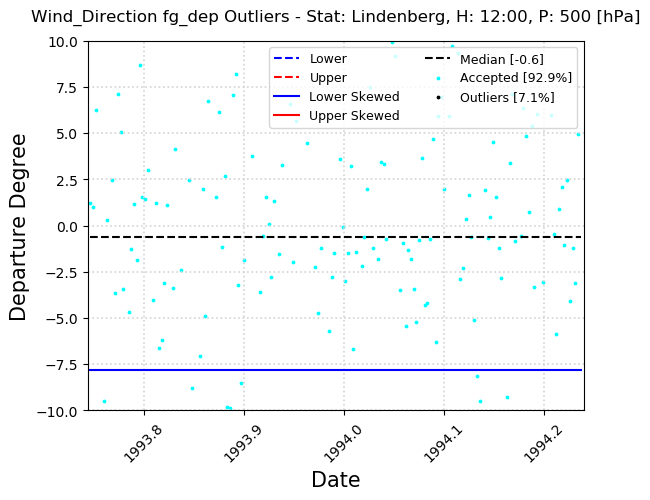 Wind_Direction fg_dep Outliers - Stat: Lindenberg, H: 12:00, P: 500 [hPa]
10.0
7.5
5.0
2.5
0.0
−2.5
−5.0
−7.5
−10.0
Departure Degree
Lower
Upper
Lower Skewed
Upper Skewed
Median [-0.6]
Accepted [92.9%]
Outliers [7.1%]
1993.8
1993.9
1994.0
1994.1
1994.2
Date